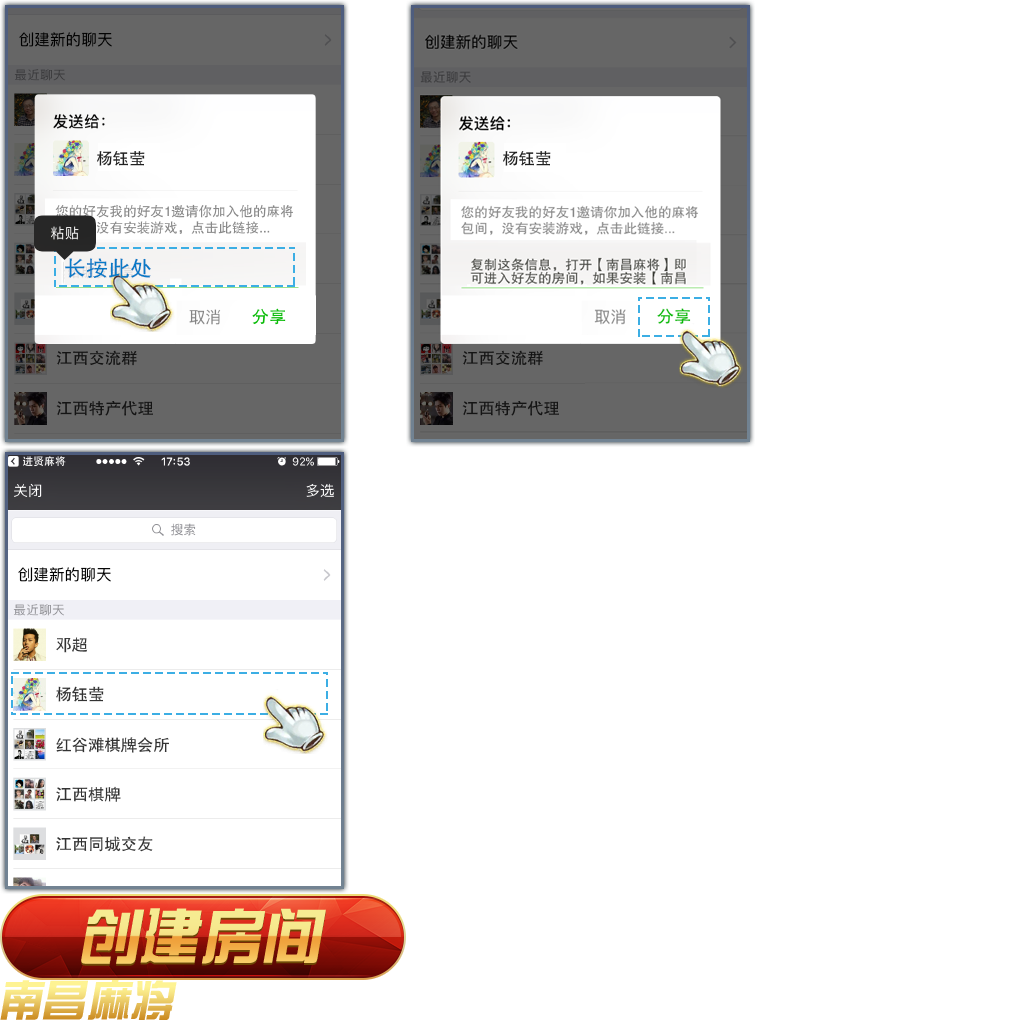 创建新的聊天
最近聊天
发送给：
杨钰莹
您的好友我的好友1邀请你加入他的麻将
没有安装游戏，点击此链接...
粘贴
长按此处
取消
分享
江西交流群
江西特产代理
创建新的聊天
最近聊天
发送给：
杨钰莹
您的好友我的好友1邀请你加入他的麻将
包间，没有安装游戏，点击此链接...
复制这条信息，打开【南昌麻将】即
可进入好友的房间，如果安装【南昌
取消
分享
江西交流群
江西特产代理
进贤麻将
17:53
92%
关闭
多选
搜索
创建新的聊天
最近聊天
邓超
杨钰莹
红谷滩棋牌会所
江西棋牌
江西同城交友
创建房间
南昌麻将